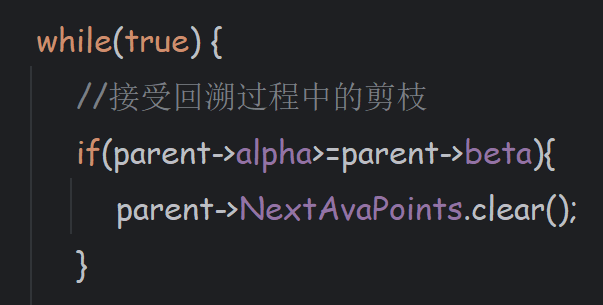 while(true) {
//接受回溯过程中的剪枝
if(parent->alpha>=parent->beta){
parent->NextAvaPoints.clear();
}